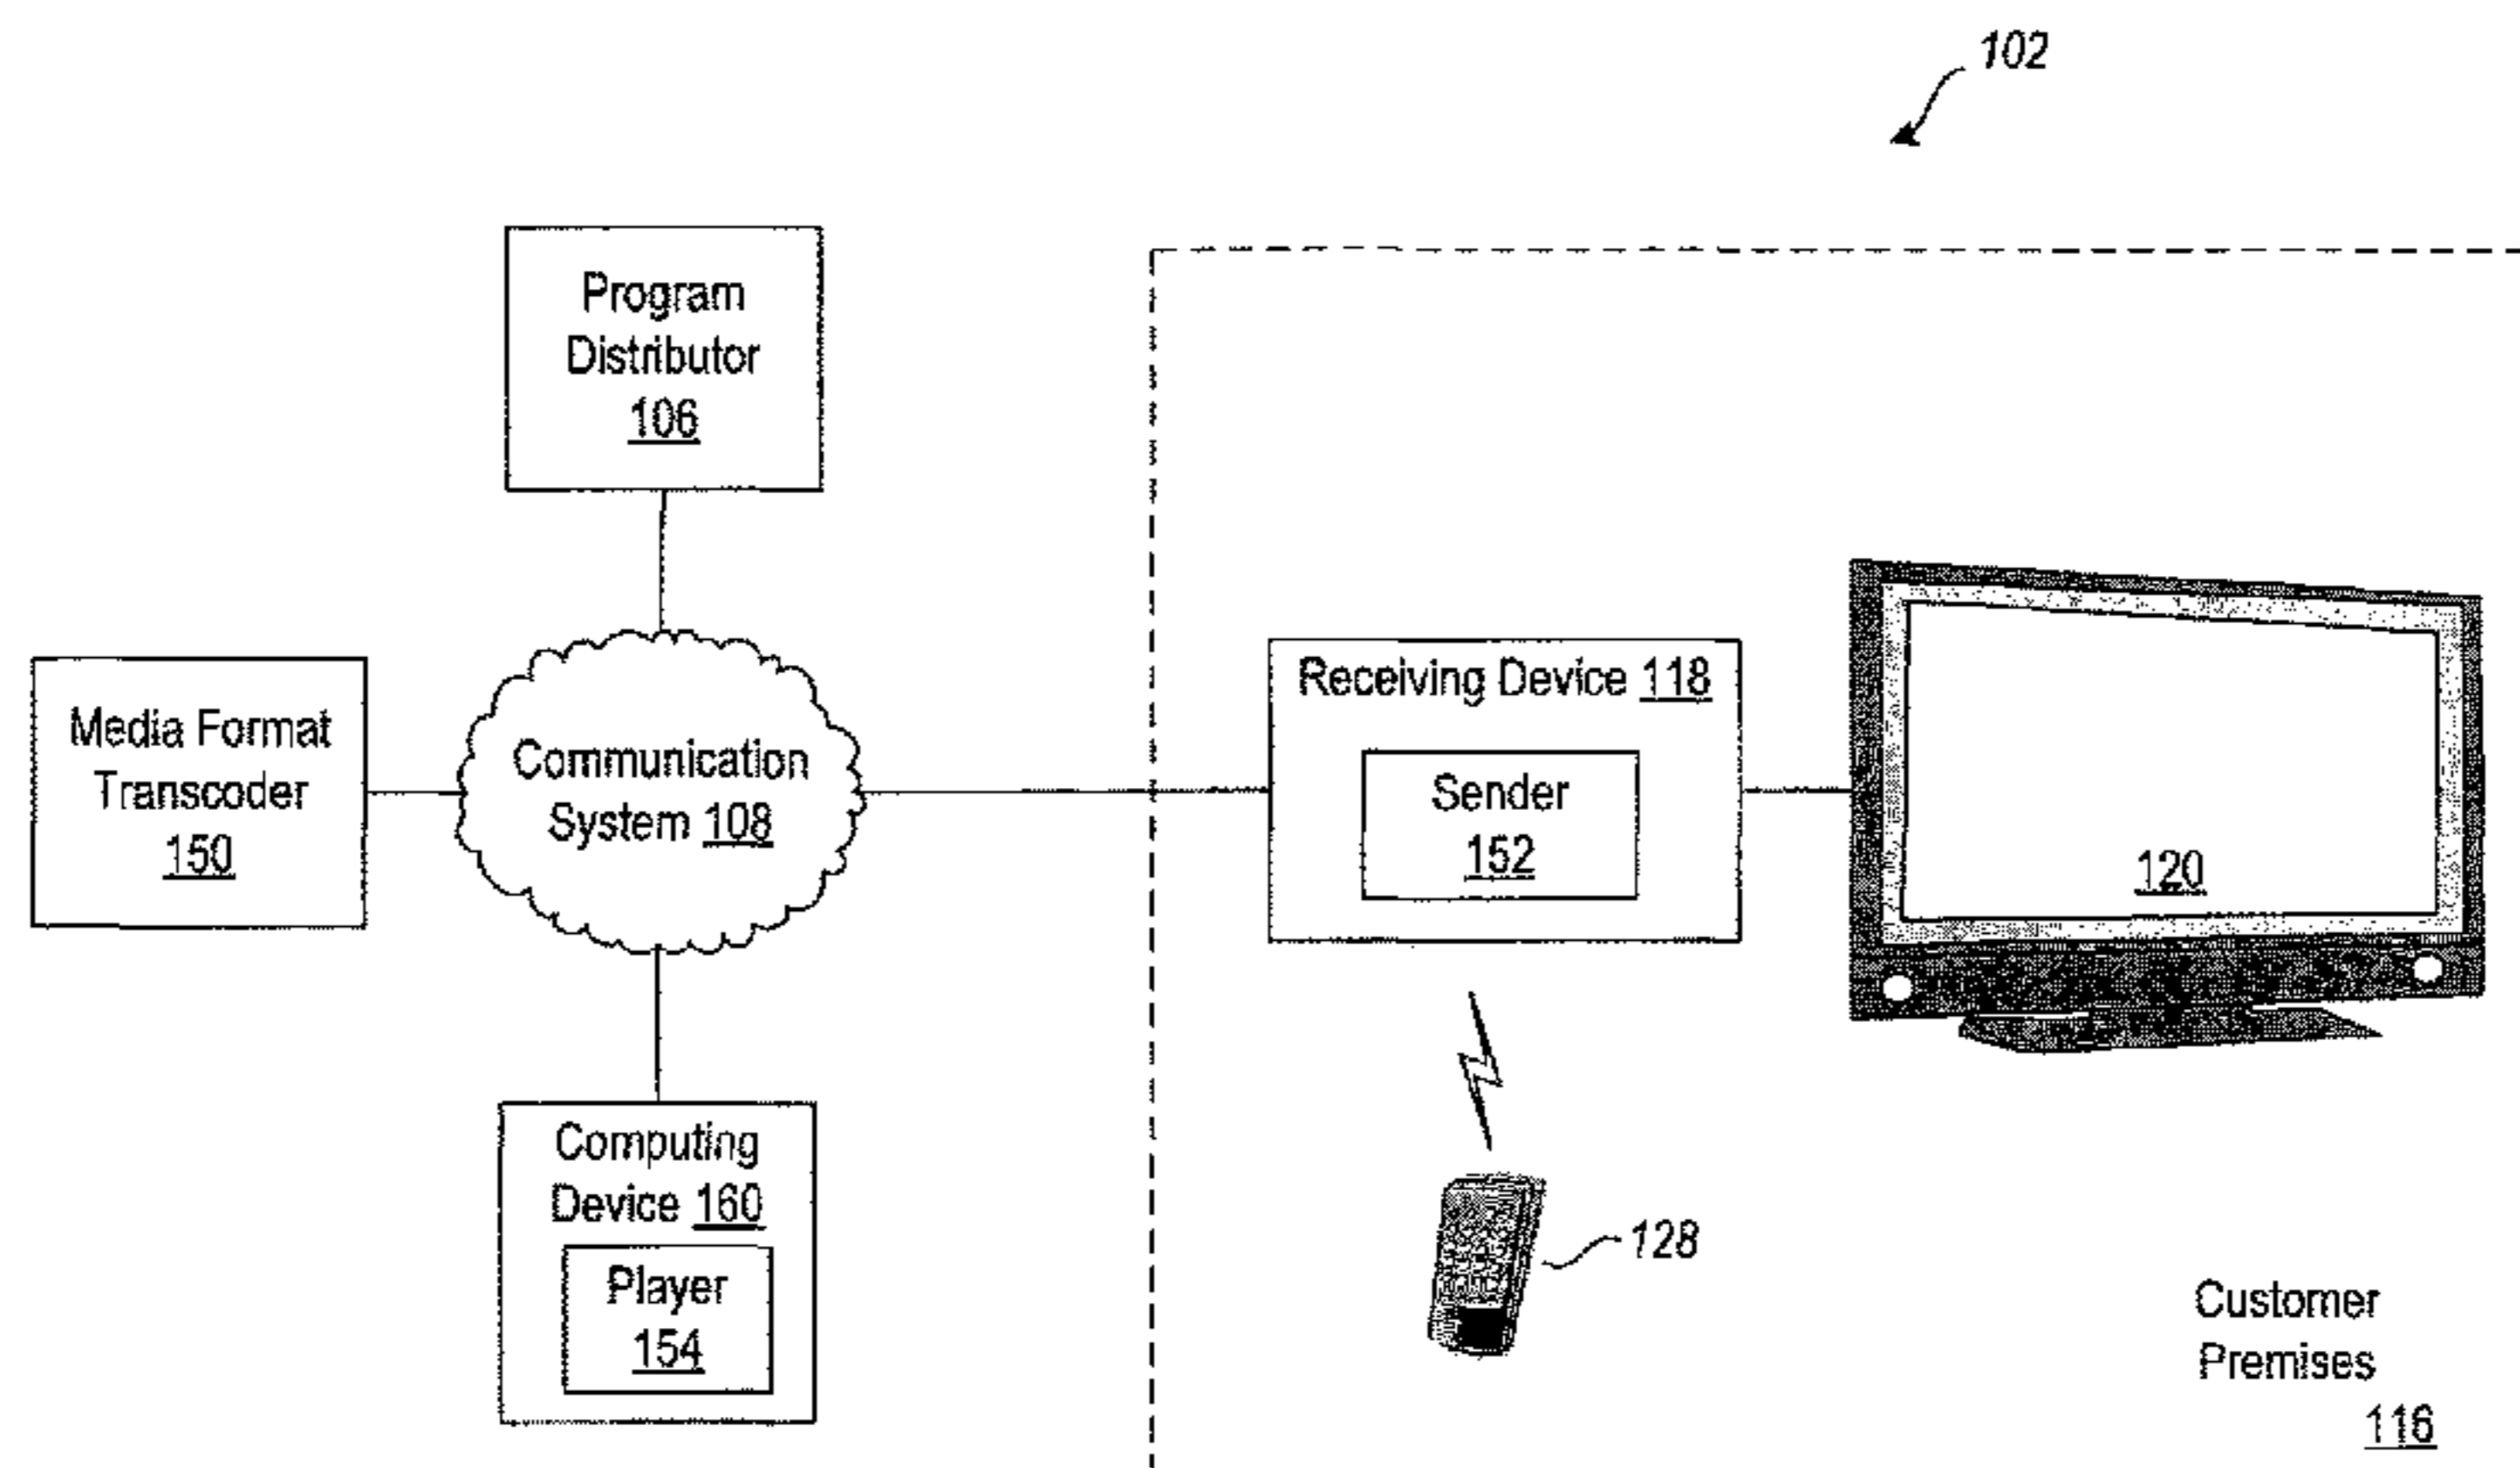 102
Program
Distributor
106
Media Format
Transcoder
150
Communication
System 108
Receiving Device 118
Sender
152
120
Computing
Device 160
Player
154
128
Customer
Premises
116